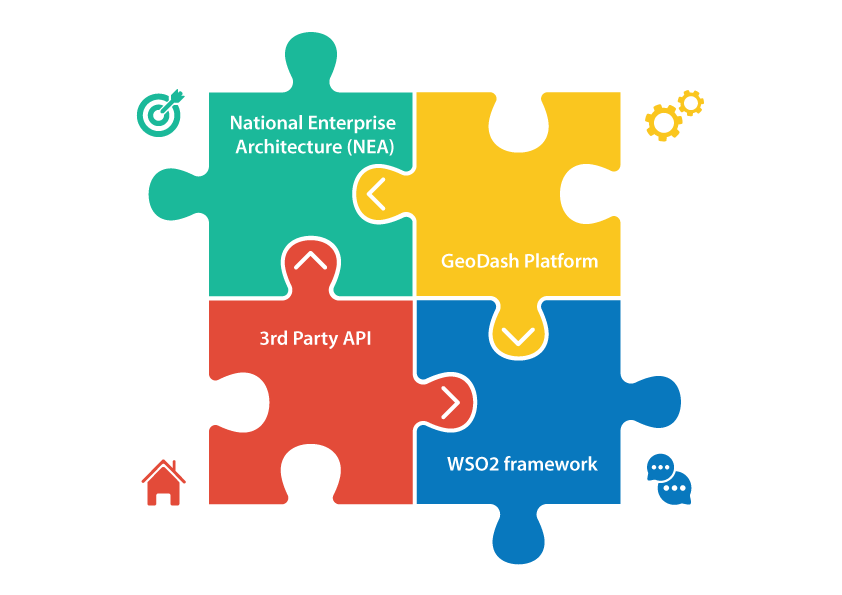 National Enterprise
Architecture (NEA)
GeoDash Platform
3rd Party API
WSO2 framework